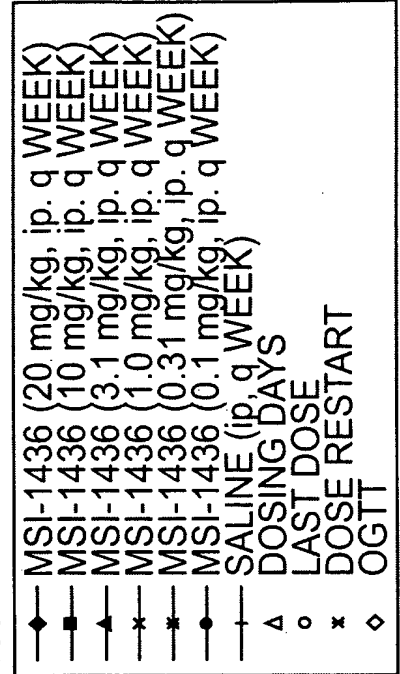 MSI-1436 (20 mg/kg, ip. q WEEK)
MSI-1436 (10 mg/kg, ip. q WEEK)
MSI-1436 (3.1 mg/kg, ip. q WEEK)
MSI-1436 (1.0 mg/kg, ip. q WEEK)
MSI-1436 (0.31 mg/kg, ip. q WEEK)
MSI-1436 (0.1 mg/kg, ip. q WEEK)
SALINE (ip, q WEEK)
DOSING DAYS
LAST DOSE
DOSE RESTART
OGTT